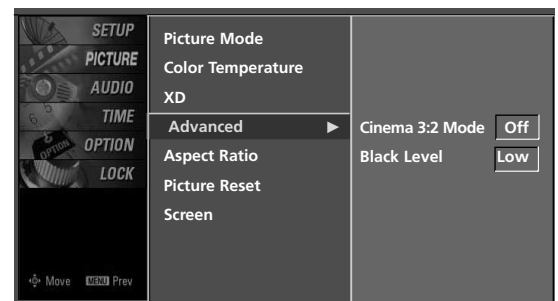 SETUP
PICTURE
AUDIO
TIME
OPTION
LOCK
Move MENU Prev
Picture Mode
Color Temperature
XD
Advanced
Aspect Ratio
Picture Reset
Screen
Cinema 3:2 Mode Off
Black Level Low